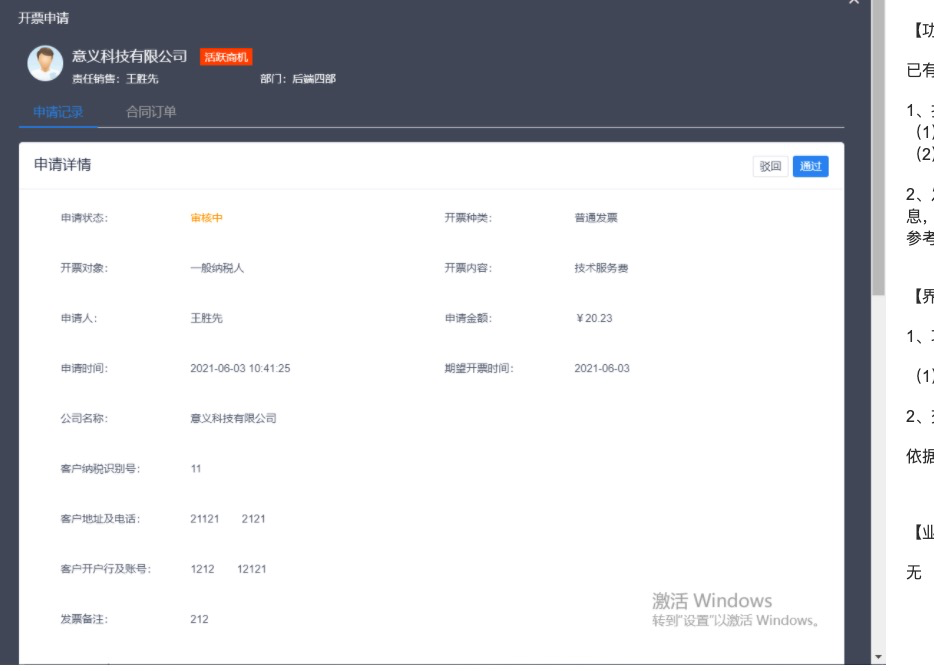 开票申请
意义科技有限公司 活跃商机
责任销售：王胜先 部门：后端四部
申请记录 合同订单
申请详情 驳回 通过
申请状态： 审核中 开票种类： 普通发票
开票对象： 一般纳税人 开票内容： 技术服务费
申请人： 王胜先 申请金额： ¥20.23
申请时间： 2021-06-03 10:41:25 期望开票时间： 2021-06-03
公司名称： 意义科技有限公司
客户纳税识别号： 11
客户地址及电话： 21121 2121
客户开户行及账号： 1212 12121
发票备注： 212
激活 Windows
转到“设置”以激活 Windows。
【功
已有
1、
（1）
（2）
2、
息，
参考
【界
1、
（1）
2、
依据
【业
无